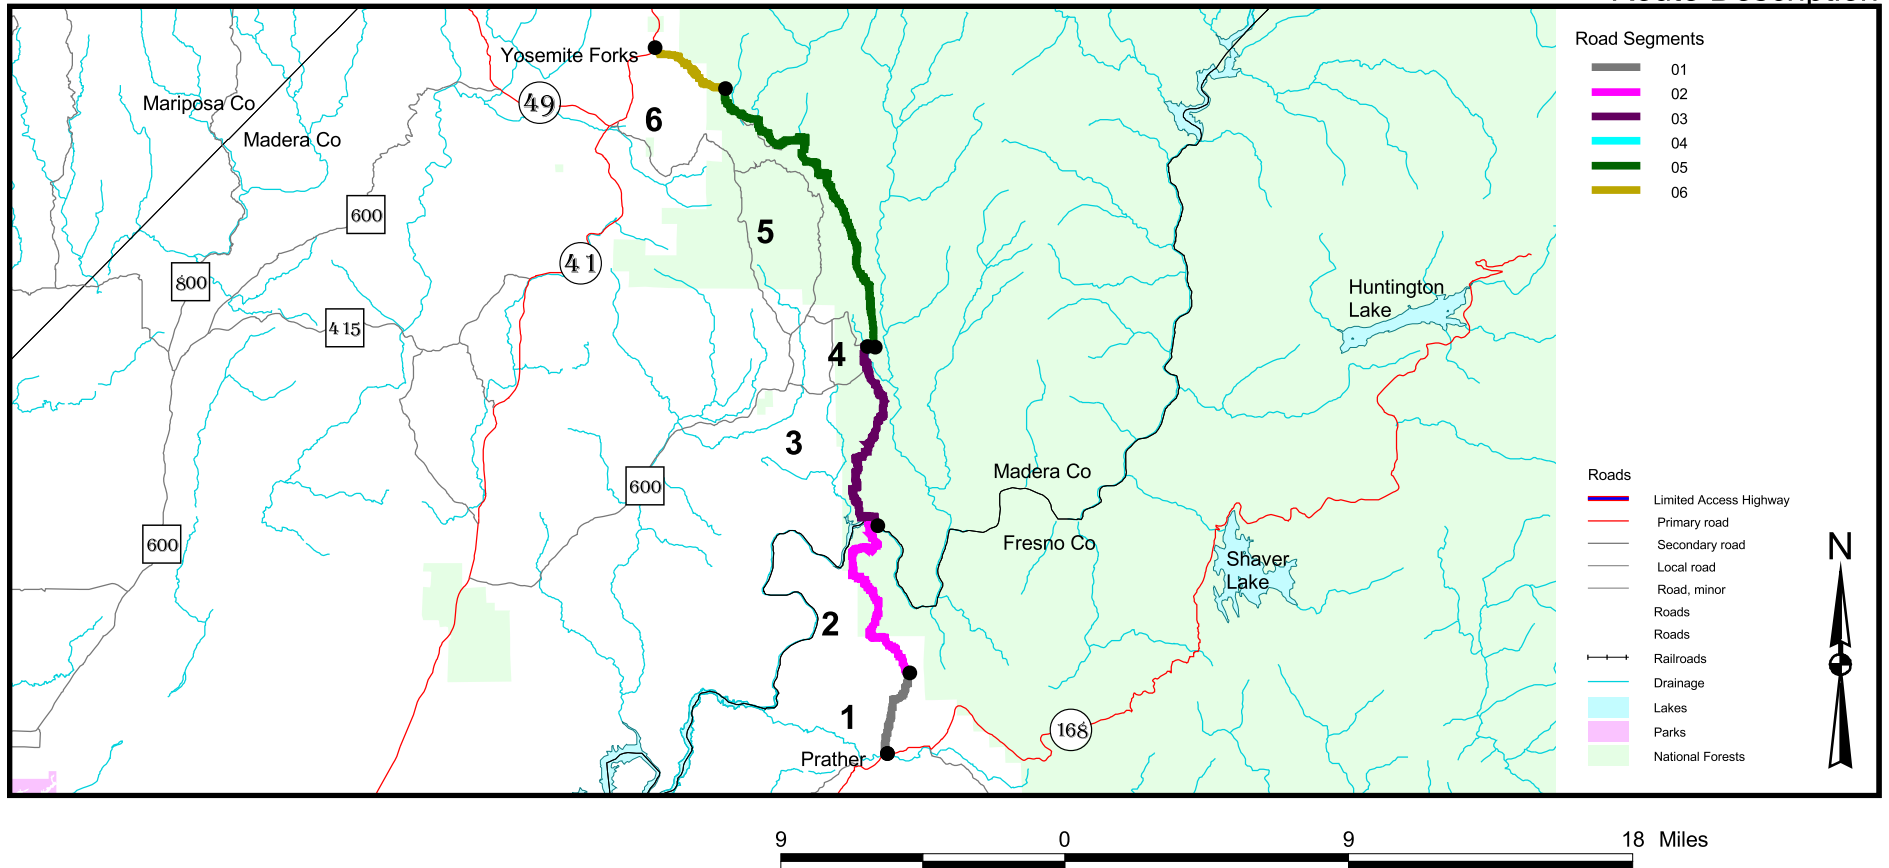 Route Description
Yosemite Forks
Mariposa Co
Madera Co
49
6
600
5
41
800
415
4
Huntington
Lake
3
600
600
Madera Co
Fresno Co
Shaver
Lake
2
1
168
Prather
Road Segments
01
02
03
04
05
06
Roads
Limited Access Highway
Primary road
Secondary road
Local road
Road, minor
Roads
Roads
Railroads
Drainage
Lakes
Parks
National Forests
N
9 0 9 18 Miles